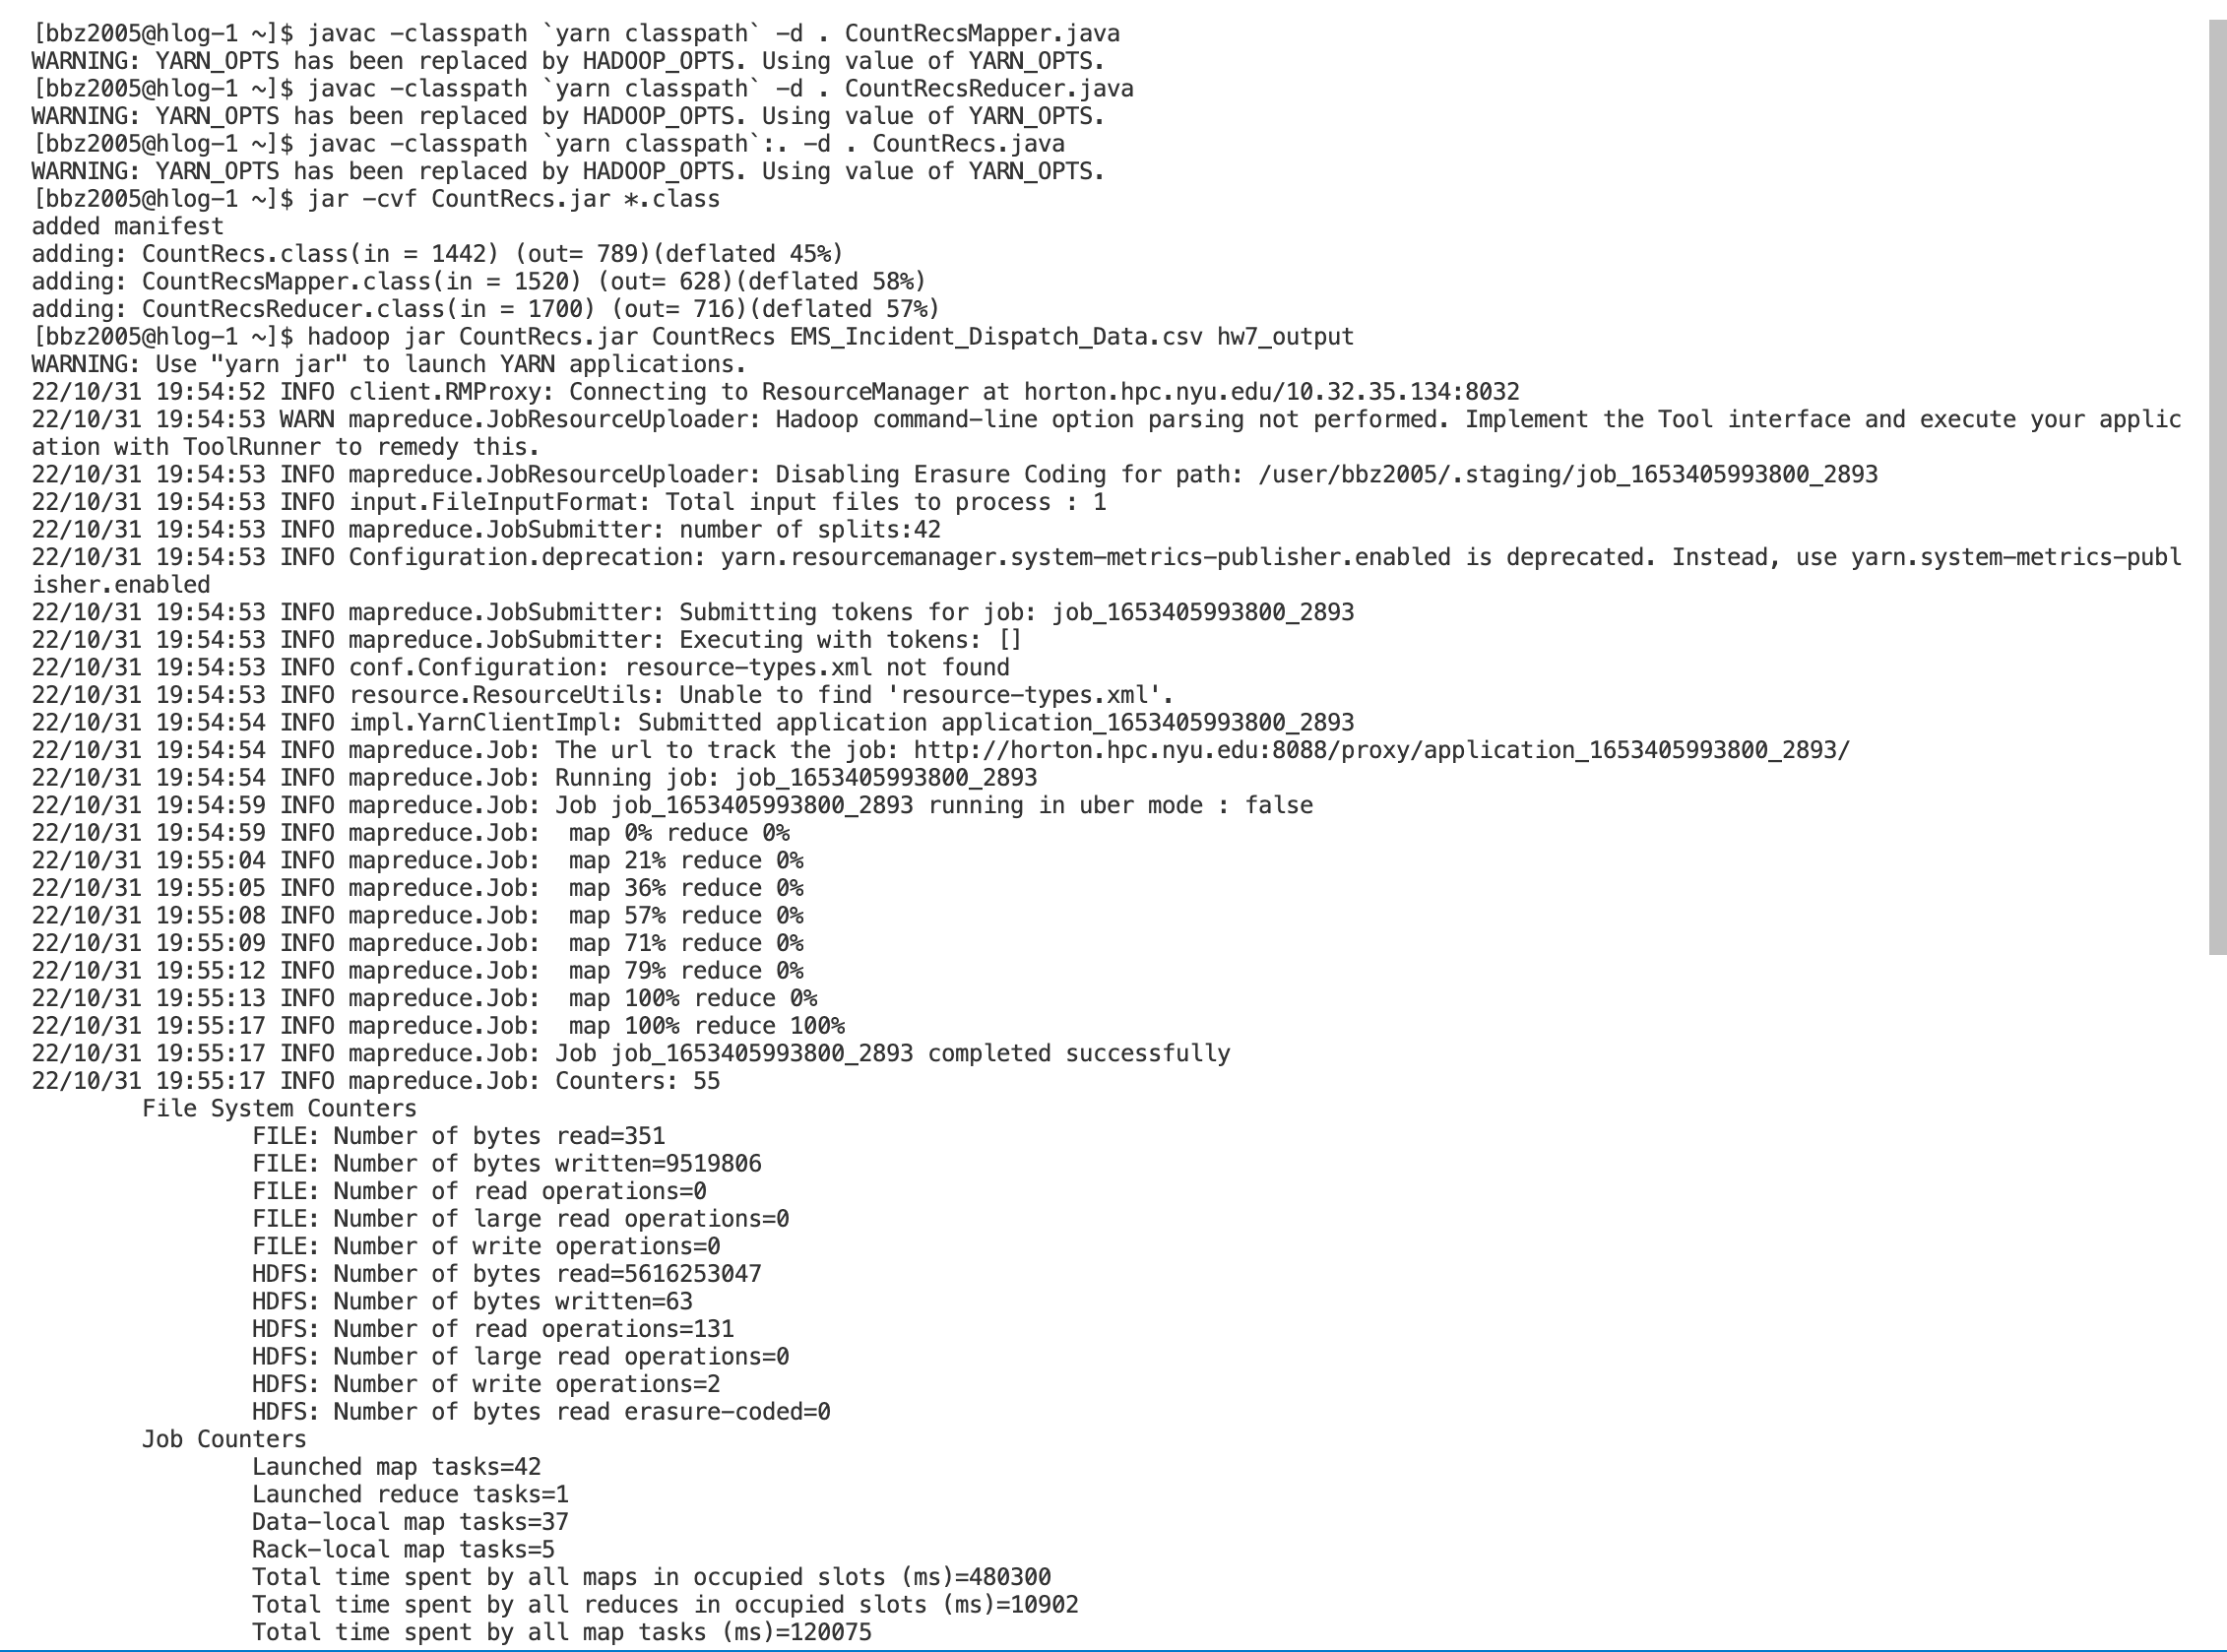 [bbz2005@hlog-1 ~]$ javac -classpath `yarn classpath` -d . CountRecsMapper.java
WARNING: YARN_OPTS has been replaced by HADOOP_OPTS. Using value of YARN_OPTS.
[bbz2005@hlog-1 ~]$ javac -classpath `yarn classpath` -d . CountRecsReducer.java
WARNING: YARN_OPTS has been replaced by HADOOP_OPTS. Using value of YARN_OPTS.
[bbz2005@hlog-1 ~]$ javac -classpath `yarn classpath`:. -d . CountRecs.java
WARNING: YARN_OPTS has been replaced by HADOOP_OPTS. Using value of YARN_OPTS.
[bbz2005@hlog-1 ~]$ jar -cvf CountRecs.jar *.class
added manifest
adding: CountRecs.class(in = 1442) (out= 789)(deflated 45%)
adding: CountRecsMapper.class(in = 1520) (out= 628)(deflated 58%)
adding: CountRecsReducer.class(in = 1700) (out= 716)(deflated 57%)
[bbz2005@hlog-1 ~]$ hadoop jar CountRecs.jar CountRecs EMS_Incident_Dispatch_Data.csv hw7_output
WARNING: Use "yarn jar" to launch YARN applications.
22/10/31 19:54:52 INFO client.RMProxy: Connecting to ResourceManager at horton.hpc.nyu.edu/10.32.35.134:8032
22/10/31 19:54:53 WARN mapreduce.JobResourceUploader: Hadoop command-line option parsing not performed. Implement the Tool interface and execute your applic
ation with ToolRunner to remedy this.
22/10/31 19:54:53 INFO mapreduce.JobResourceUploader: Disabling Erasure Coding for path: /user/bbz2005/.staging/job_1653405993800_2893
22/10/31 19:54:53 INFO input.FileInputFormat: Total input files to process : 1
22/10/31 19:54:53 INFO mapreduce.JobSubmitter: number of splits:42
22/10/31 19:54:53 INFO Configuration.deprecation: yarn.resourcemanager.system-metrics-publisher.enabled is deprecated. Instead, use yarn.system-metrics-publ
isher.enabled
22/10/31 19:54:53 INFO mapreduce.JobSubmitter: Submitting tokens for job: job_1653405993800_2893
22/10/31 19:54:53 INFO mapreduce.JobSubmitter: Executing with tokens: []
22/10/31 19:54:53 INFO conf.Configuration: resource-types.xml not found
22/10/31 19:54:53 INFO resource.ResourceUtils: Unable to find 'resource-types.xml'.
22/10/31 19:54:54 INFO impl.YarnClientImpl: Submitted application application_1653405993800_2893
22/10/31 19:54:54 INFO mapreduce.Job: The url to track the job: http://horton.hpc.nyu.edu:8088/proxy/application_1653405993800_2893/
22/10/31 19:54:54 INFO mapreduce.Job: Running job: job_1653405993800_2893
22/10/31 19:54:59 INFO mapreduce.Job: Job job_1653405993800_2893 running in uber mode : false
22/10/31 19:54:59 INFO mapreduce.Job:  map 0% reduce 0%
22/10/31 19:55:04 INFO mapreduce.Job:  map 21% reduce 0%
22/10/31 19:55:05 INFO mapreduce.Job:  map 36% reduce 0%
22/10/31 19:55:08 INFO mapreduce.Job:  map 57% reduce 0%
22/10/31 19:55:09 INFO mapreduce.Job:  map 71% reduce 0%
22/10/31 19:55:12 INFO mapreduce.Job:  map 79% reduce 0%
22/10/31 19:55:13 INFO mapreduce.Job:  map 100% reduce 0%
22/10/31 19:55:17 INFO mapreduce.Job:  map 100% reduce 100%
22/10/31 19:55:17 INFO mapreduce.Job: Job job_1653405993800_2893 completed successfully
22/10/31 19:55:17 INFO mapreduce.Job: Counters: 55
File System Counters
FILE: Number of bytes read=351
FILE: Number of bytes written=9519806
FILE: Number of read operations=0
FILE: Number of large read operations=0
FILE: Number of write operations=0
HDFS: Number of bytes read=5616253047
HDFS: Number of bytes written=63
HDFS: Number of read operations=131
HDFS: Number of large read operations=0
HDFS: Number of write operations=2
HDFS: Number of bytes read erasure-coded=0
Job Counters
Launched map tasks=42
Launched reduce tasks=1
Data-local map tasks=37
Rack-local map tasks=5
Total time spent by all maps in occupied slots (ms)=480300
Total time spent by all reduces in occupied slots (ms)=10902
Total time spent by all map tasks (ms)=120075